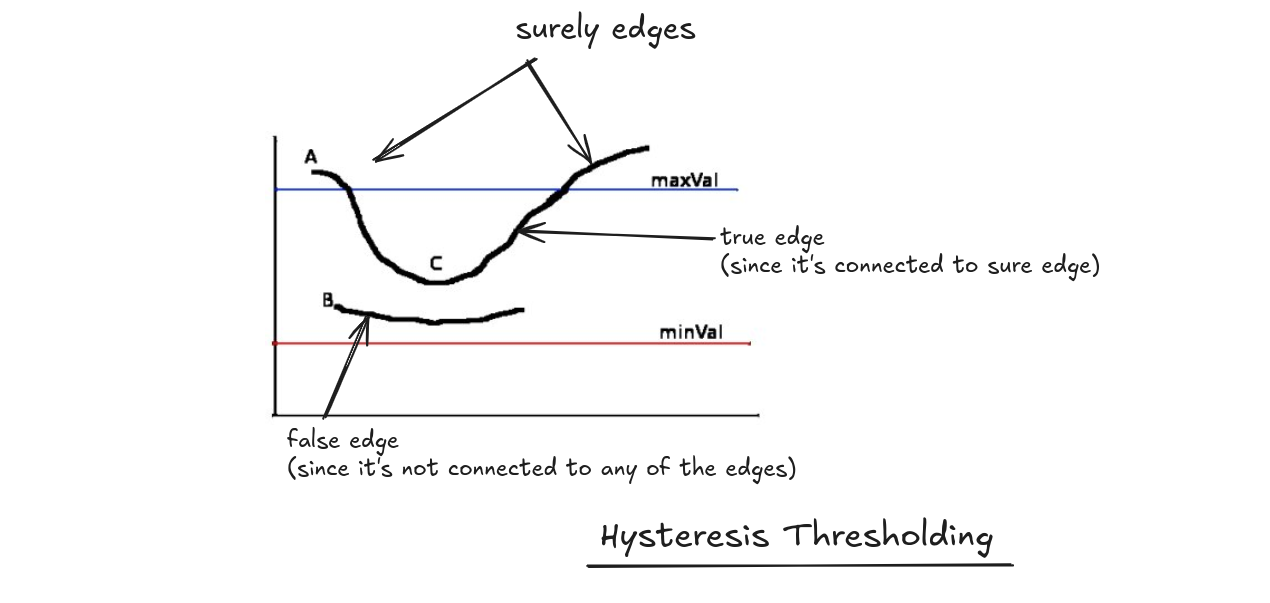 surely edges
A
maxVal
true edge
(since it's connected to sure edge)
C
B
minVal
false edge
(since it's not connected to any of the edges)
Hysteresis Thresholding